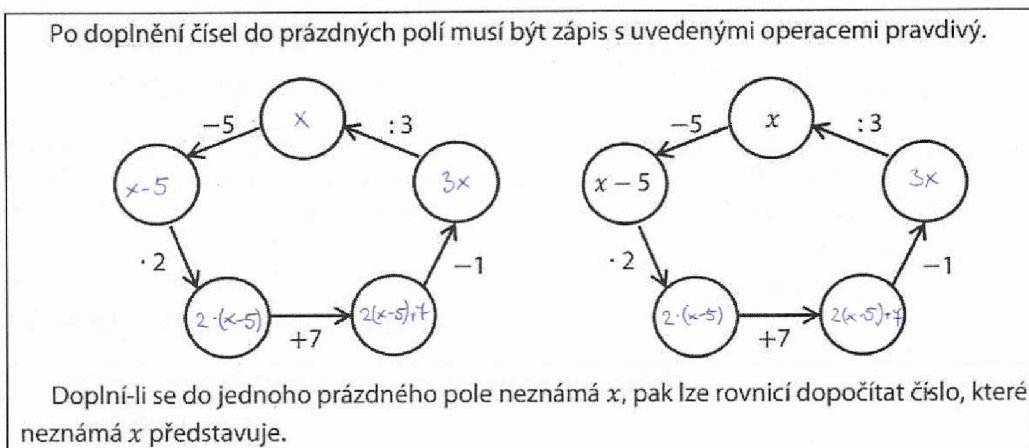 Po doplnění čísel do prázdných polí musí být zápis s uvedenými operacemi pravdivý.
−5 x :3
x-5 3x
· 2 −1
2·(x-5) +7 2(x-5)+7
−5 x :3
x − 5 3x
· 2 −1
2·(x-5) +7 2(x-5)+7
Doplní-li se do jednoho prázdného pole neznámá x, pak lze rovnicí dopočítat číslo, které
neznámá x představuje.